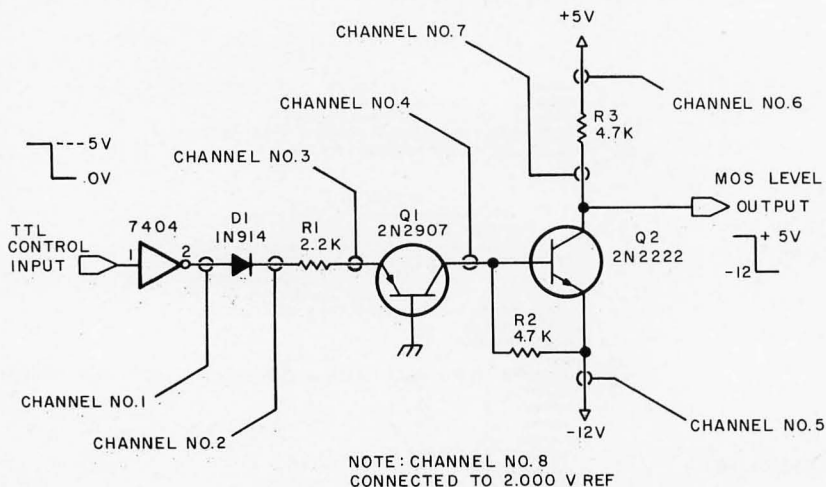 +5V
CHANNEL NO.7
CHANNEL NO.4
CHANNEL NO.6
R3
4.7K
---5V
.0V
CHANNEL NO.3
MOS LEVEL
OUTPUT
7404
D1
1N914
R1
2.2K
Q1
2N2907
Q2
2N2222
+ 5V
-12
TTL
CONTROL
INPUT
1
2
R2
4.7 K
CHANNEL NO.1
CHANNEL NO.2
-12V
CHANNEL NO.5
NOTE: CHANNEL NO. 8
CONNECTED TO 2.000 V REF